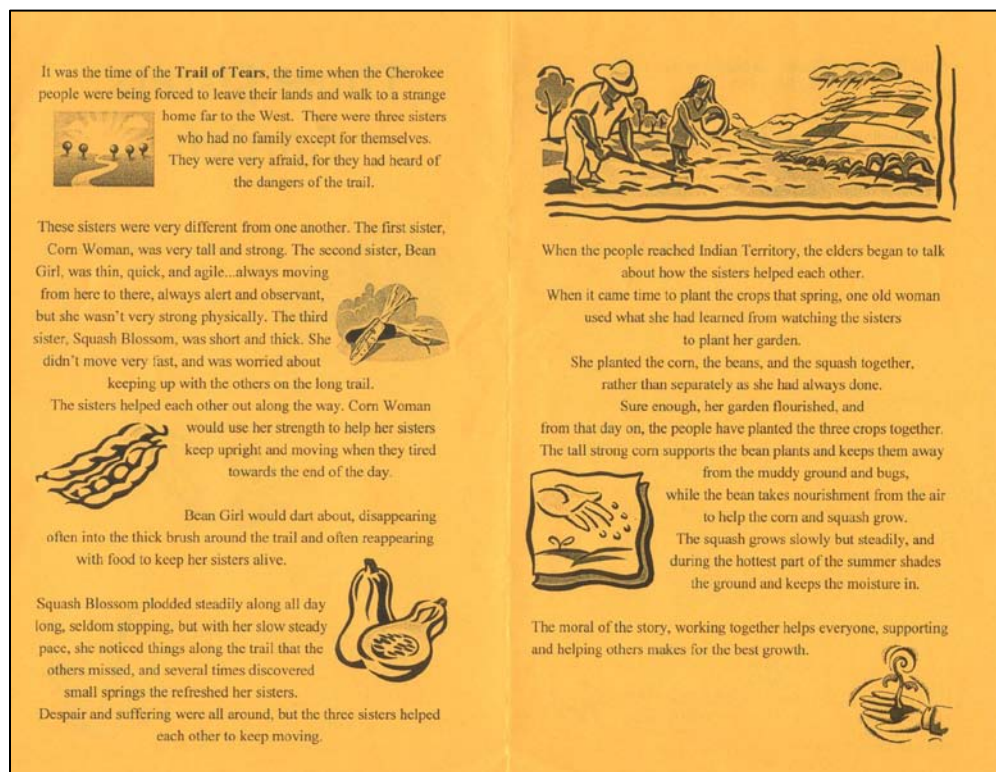 It was the time of the Trail of Tears, the time when the Cherokee
people were being forced to leave their lands and walk to a strange
home far to the West. There were three sisters
who had no family except for themselves.
They were very afraid, for they had heard of
the dangers of the trail.
These sisters were very different from one another. The first sister,
Corn Woman, was very tall and strong. The second sister, Bean
Girl, was thin, quick, and agile...always moving
from here to there, always alert and observant,
but she wasn't very strong physically. The third
sister, Squash Blossom, was short and thick. She
didn't move very fast, and was worried about
keeping up with the others on the long trail.
The sisters helped each other out along the way. Corn Woman
would use her strength to help her sisters
keep upright and moving when they tired
towards the end of the day.
Bean Girl would dart about, disappearing
often into the thick brush around the trail and often reappearing
with food to keep her sisters alive.
Squash Blossom plodded steadily along all day
long, seldom stopping, but with her slow steady
pace, she noticed things along the trail that the
others missed, and several times discovered
small springs the refreshed her sisters.
Despair and suffering were all around, but the three sisters helped
each other to keep moving.
When the people reached Indian Territory, the elders began to talk
about how the sisters helped each other.
When it came time to plant the crops that spring, one old woman
used what she had learned from watching the sisters
to plant her garden.
She planted the corn, the beans, and the squash together,
rather than separately as she had always done.
Sure enough, her garden flourished, and
from that day on, the people have planted the three crops together.
The tall strong corn supports the bean plants and keeps them away
from the muddy ground and bugs,
while the bean takes nourishment from the air
to help the corn and squash grow.
The squash grows slowly but steadily, and
during the hottest part of the summer shades
the ground and keeps the moisture in.
The moral of the story, working together helps everyone, supporting
and helping others makes for the best growth.